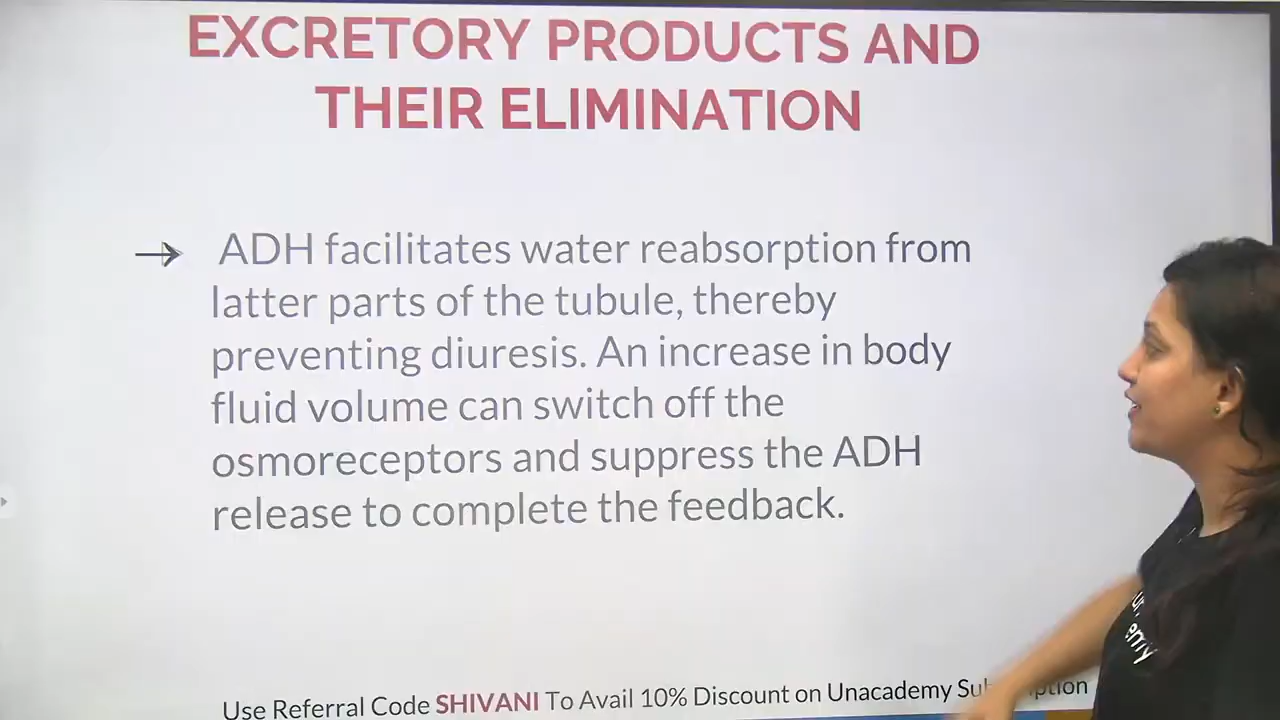 EXCRETORY PRODUCTS AND
THEIR ELIMINATION
→ ADH facilitates water reabsorption from
latter parts of the tubule, thereby
preventing diuresis. An increase in body
fluid volume can switch off the
osmoreceptors and suppress the ADH
release to complete the feedback.
Use Referral Code SHIVANI To Avail 10% Discount on Unacademy